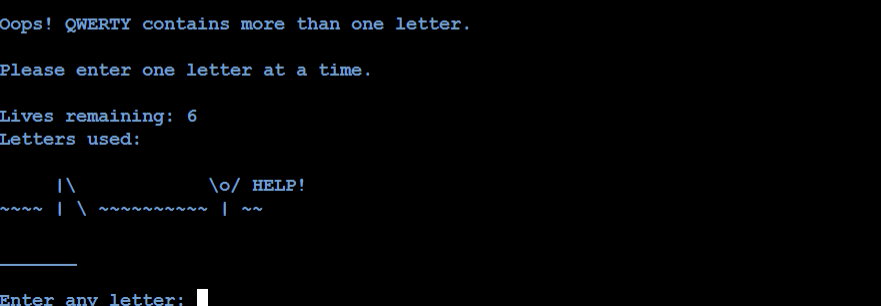 Oops! QWERTY contains more than one letter.
Please enter one letter at a time.
Lives remaining: 6
Letters used:
|\ \o/ HELP!
~~~~ | \ ~~~~~~~~~~ | ~~
_______
Enter any letter: